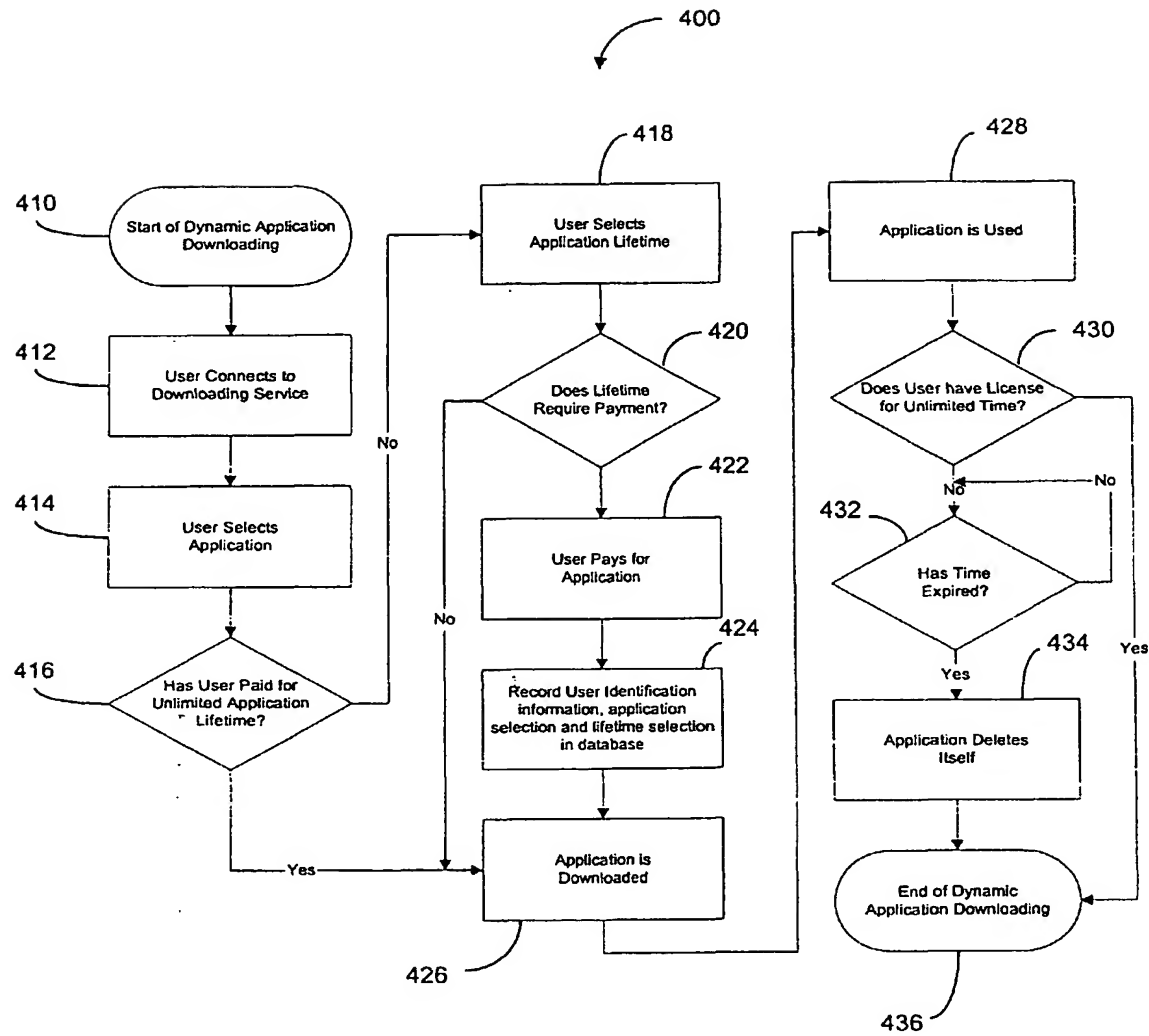 400
410
Start of Dynamic Application
Downloading
412
User Connects to
Downloading Service
414
User Selects
Application
416
Has User Paid for
Unlimited Application
Lifetime?
No
Yes
418
User Selects
Application Lifetime
420
Does Lifetime
Require Payment?
No
422
User Pays for
Application
424
Record User Identification
information, application
selection and lifetime selection
in database
Application is
Downloaded
426
428
Application is Used
430
Does User have License
for Unlimited Time?
No
No
432
Has Time
Expired?
Yes
Yes
434
Application Deletes
Itself
End of Dynamic
Application Downloading
436